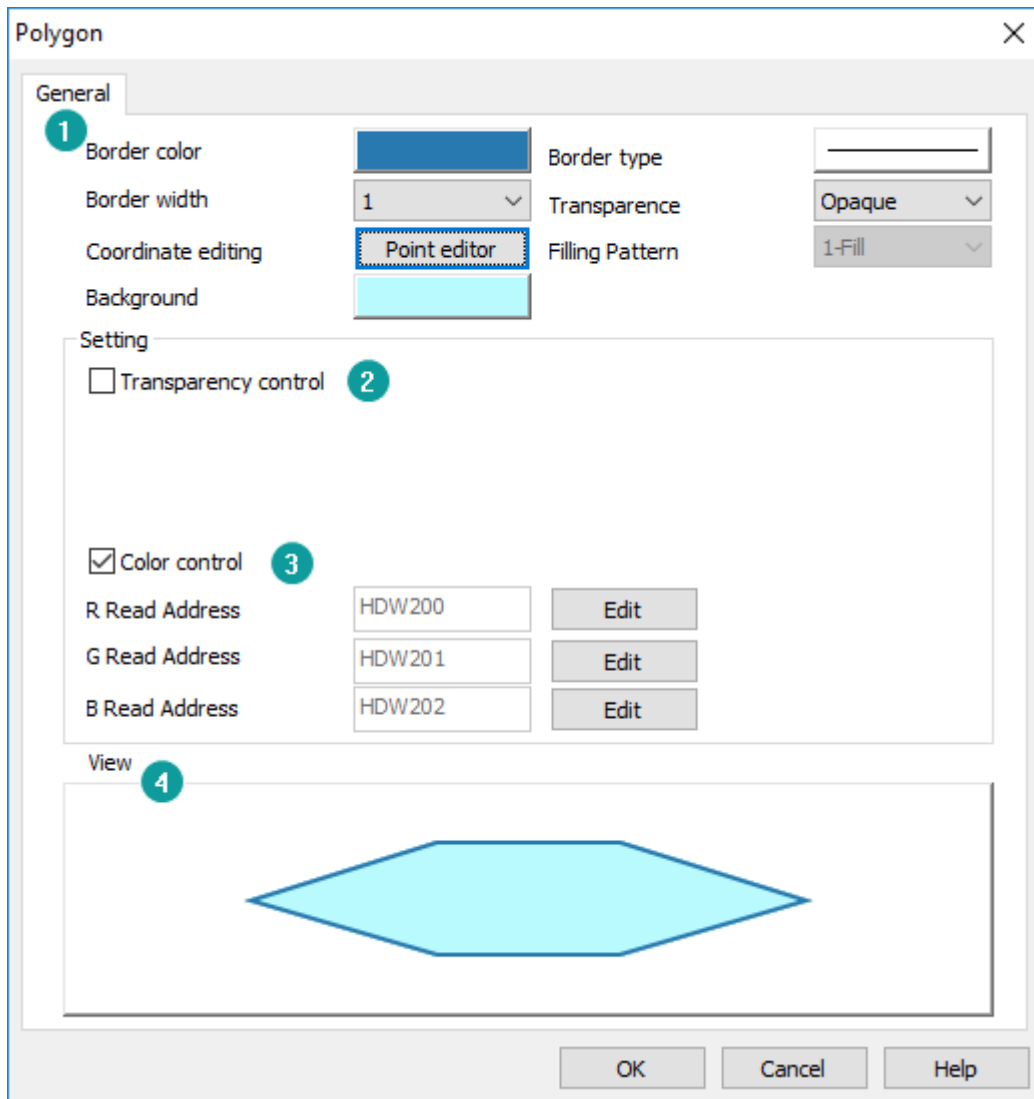 Polygon
General
1
Border color
Border type
Border width 1
Transparence Opaque
Coordinate editing Point editor
Filling Pattern 1-Fill
Background
Setting
Transparency control 2
Color control 3
R Read Address HDW200 Edit
G Read Address HDW201 Edit
B Read Address HDW202 Edit
View
4
OK Cancel Help